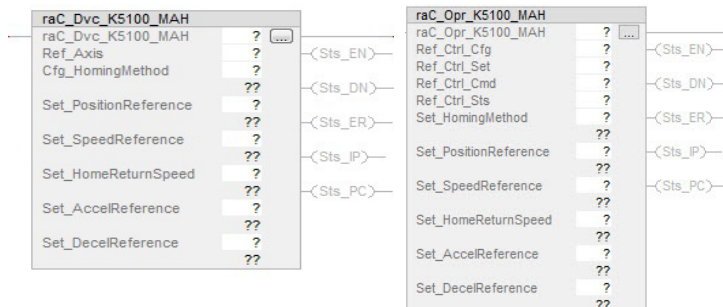 raC_Dvc_K5100_MAH
raC_Dvc_K5100_MAH ? ...
Ref_Axis ? (Sts_EN)
Cfg_HomingMethod ?
?? (Sts_DN)
Set_PositionReference ?
?? (Sts_ER)
Set_SpeedReference ?
?? (Sts_IP)
Set_HomeReturnSpeed ?
?? (Sts_PC)
Set_AccelReference ?
??
Set_DecelReference ?
??
raC_Opr_K5100_MAH
raC_Opr_K5100_MAH ? ...
Ref_Ctrl_Cfg ? (Sts_EN)
Ref_Ctrl_Set ?
Ref_Ctrl_Cmd ? (Sts_DN)
Ref_Ctrl_Sts ?
Set_HomingMethod ? (Sts_ER)
??
Set_PositionReference ? (Sts_IP)
??
Set_SpeedReference ? (Sts_PC)
??
Set_HomeReturnSpeed ?
??
Set_AccelReference ?
??
Set_DecelReference ?
??